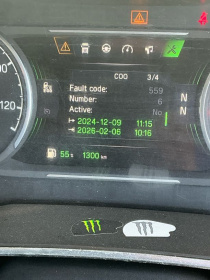 COO 3/4
Fault code: 559
Number: 6
Active: No
2024-12-09 11:15
2026-02-06 10:16
N
N
120
55% 1300 km